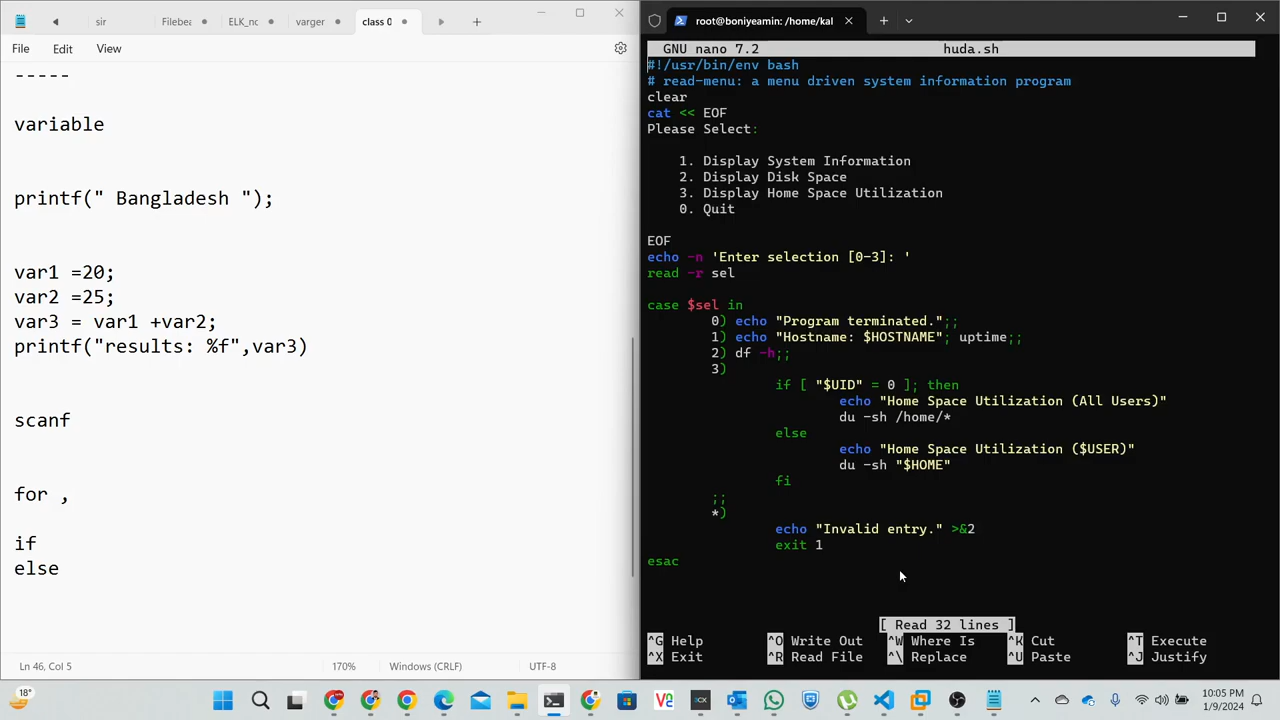 sir
Filebea
ELK_nc
varger
class 0
File
Edit
View
-----
variable
printf(" Bangladesh ");
var1 =20;
var2 =25;
var3 = var1 +var2;
printf("results: %f",var3)
scanf
for ,
if
else
Ln 46, Col 5
170%
Windows (CRLF)
UTF-8
root@boniyeamin: /home/kal
GNU nano 7.2
huda.sh
#!/usr/bin/env bash
# read-menu: a menu driven system information program
clear
cat << EOF
Please Select:
1. Display System Information
2. Display Disk Space
3. Display Home Space Utilization
0. Quit
EOF
echo -n 'Enter selection [0-3]: '
read -r sel
case $sel in
0) echo "Program terminated.";;
1) echo "Hostname: $HOSTNAME"; uptime;;
2) df -h;;
3)
if [ "$UID" = 0 ]; then
echo "Home Space Utilization (All Users)"
du -sh /home/*
else
echo "Home Space Utilization ($USER)"
du -sh "$HOME"
fi
;;
*)
echo "Invalid entry." >&2
exit 1
esac
[ Read 32 lines ]
^G Help ^O Write Out ^W Where Is ^K Cut ^T Execute
^X Exit ^R Read File ^\ Replace ^U Paste ^J Justify
18°
10:05 PM
1/9/2024